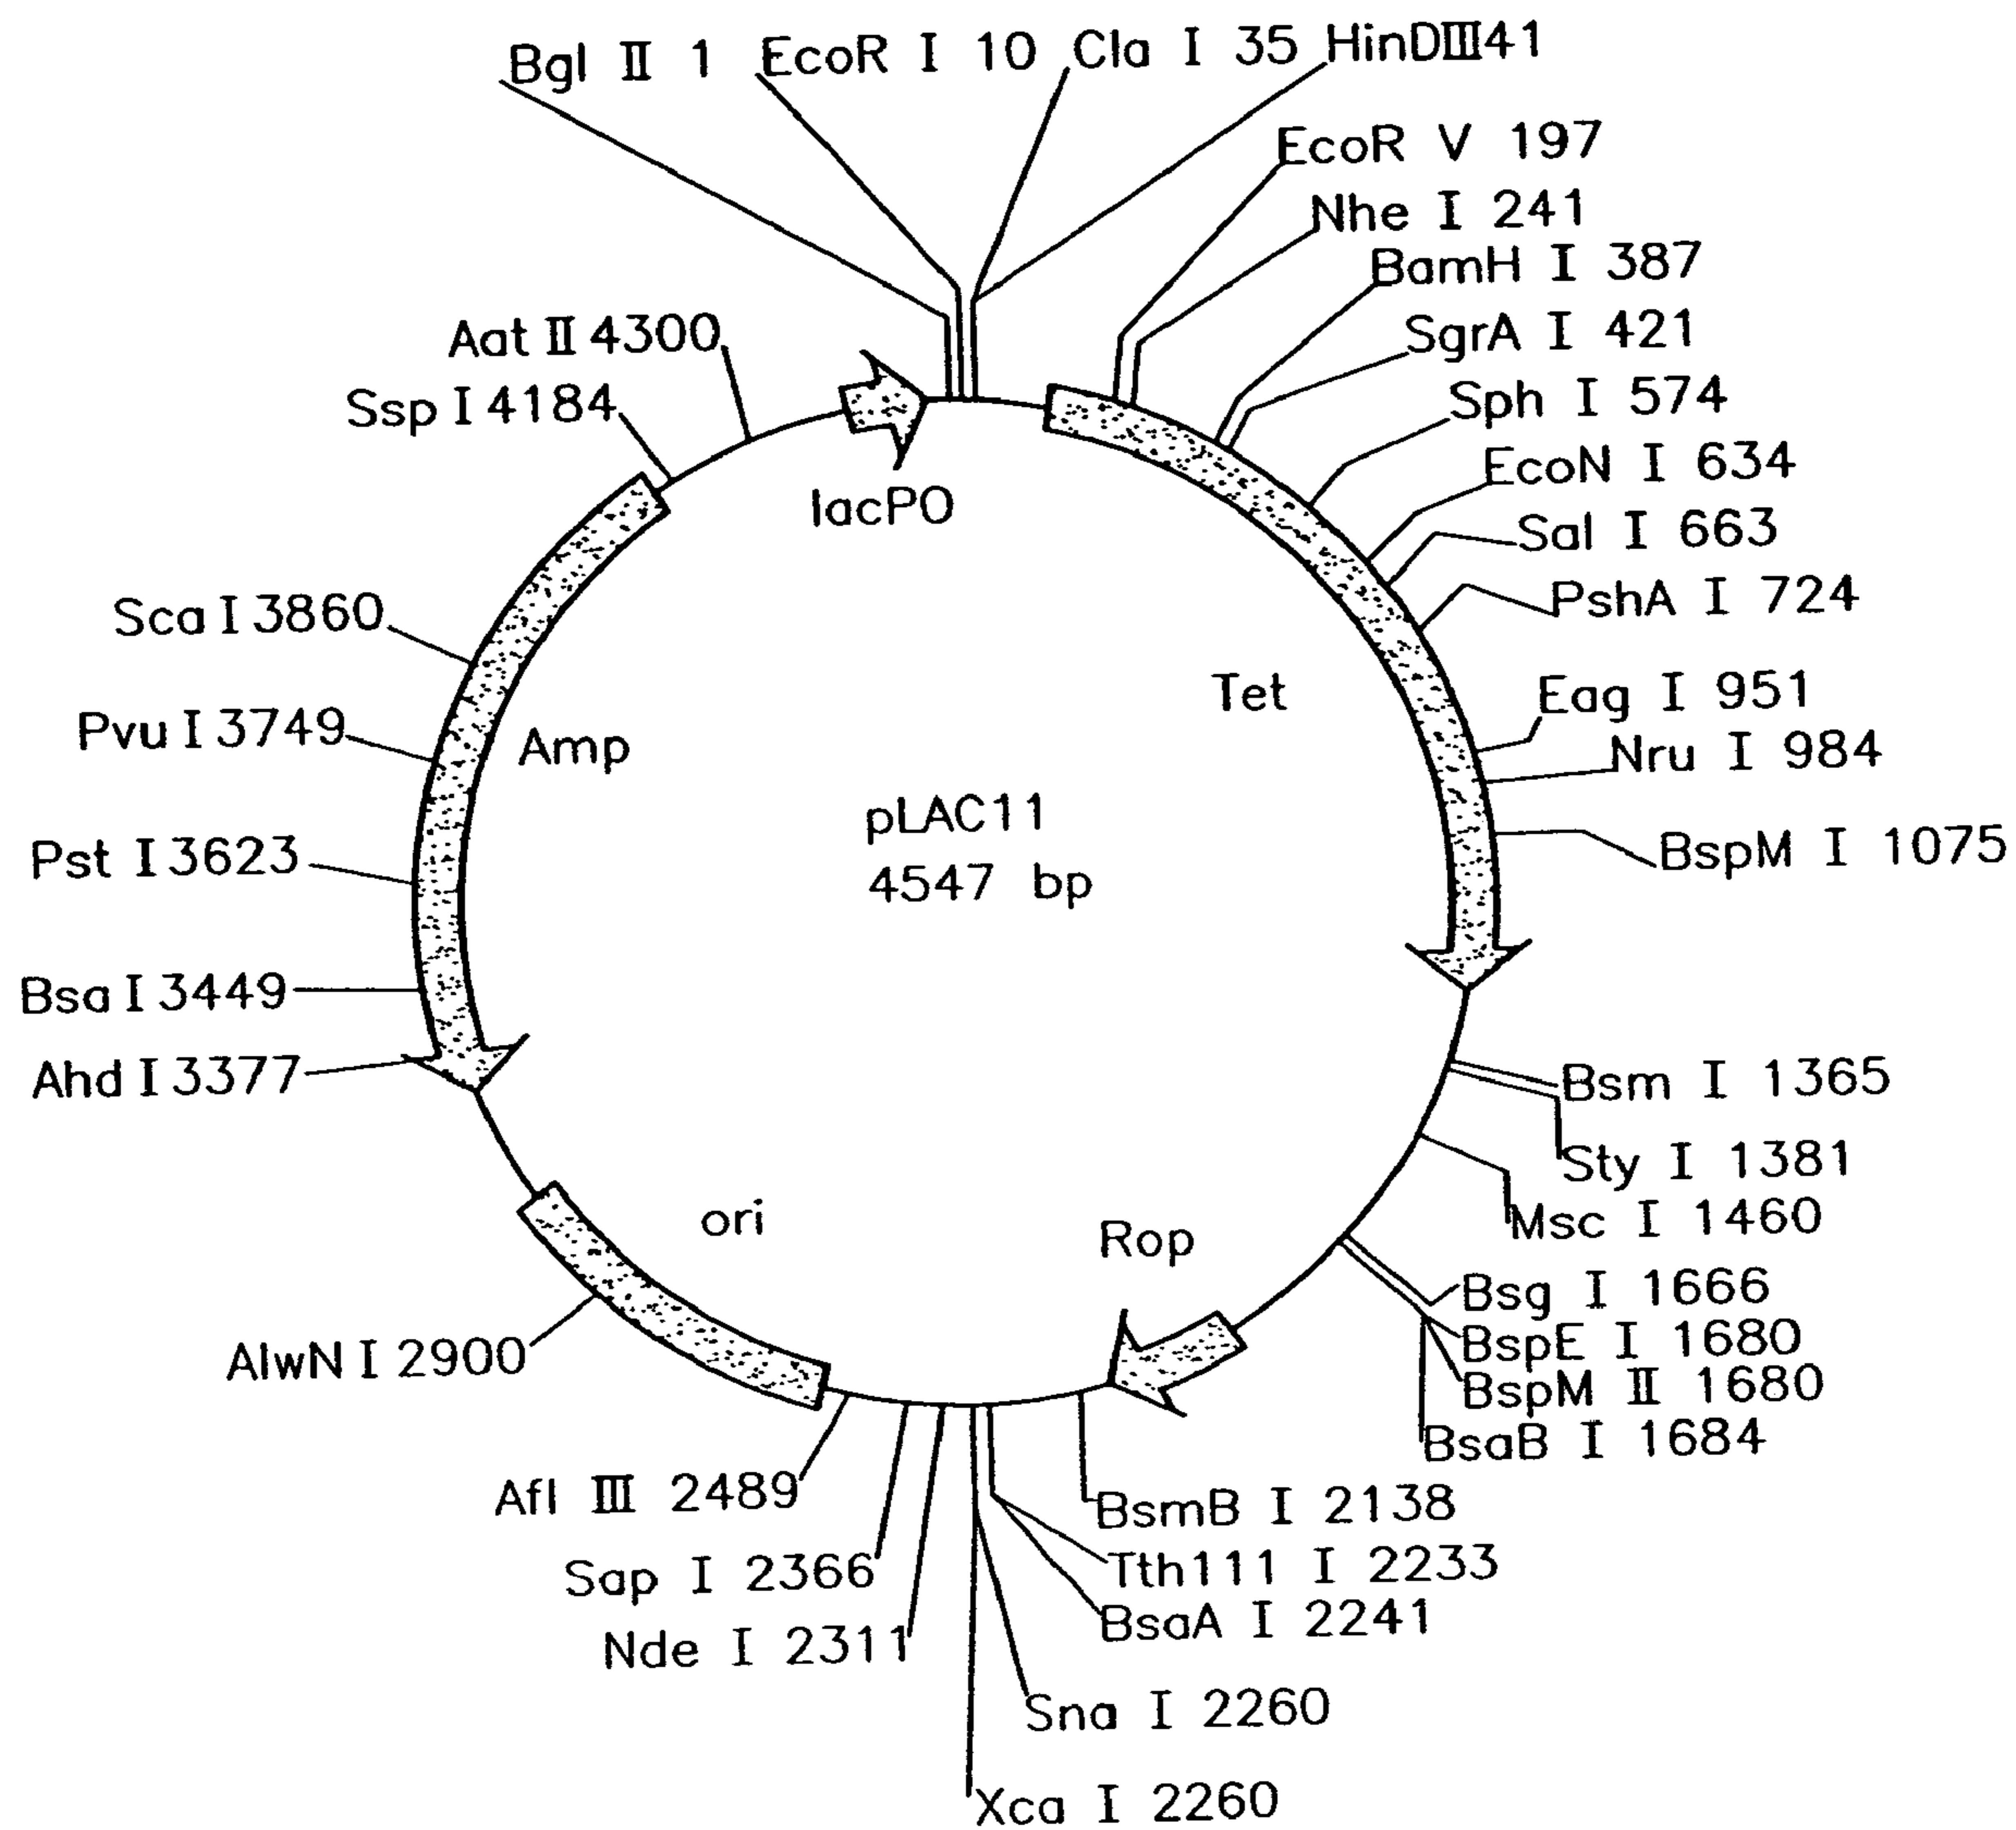 Bgl II 1
EcoR I 10
Cla I 35
HinDIII 41
EcoR V 197
Nhe I 241
BamH I 387
SgrA I 421
Sph I 574
EcoN I 634
Sal I 663
PshA I 724
Eag I 951
Nru I 984
BspM I 1075
Bsm I 1365
Sty I 1381
Msc I 1460
Bsg I 1666
BspE I 1680
BspM II 1680
BsaB I 1684
BsmB I 2138
Tth111 I 2233
BsaA I 2241
Sna I 2260
Xca I 2260
Nde I 2311
Sap I 2366
Afl III 2489
AlwN I 2900
Ahd I 3377
Bsa I 3449
Pst I 3623
Pvu I 3749
Sca I 3860
Ssp I 4184
Aat II 4300
lacPO
Tet
Amp
pLAC11
4547 bp
ori
Rop